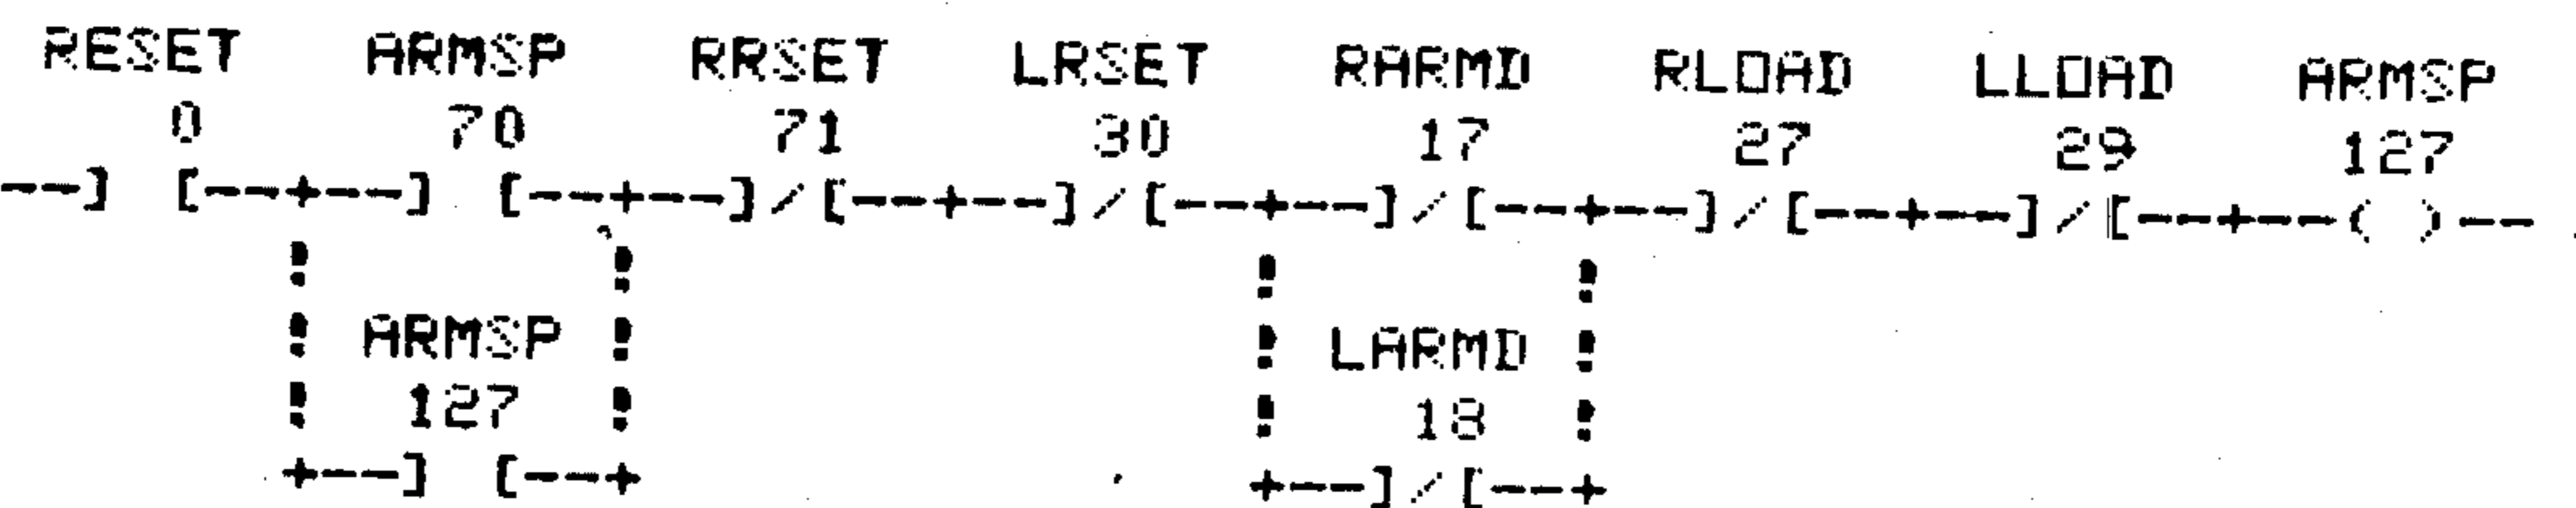 RESET ARMSP RRSET LRSET RARMD RLOAD LLOAD ARMSP
0 70 71 30 17 27 29 127
--] [--+--] [--+--]/[--+--]/[--+--]/[--+--]/[--+--]/[--+--( )--
! ! ! !
! ARMSP ! ! LARMD !
! 127 ! ! 18 !
+--] [--+ +--]/[--+